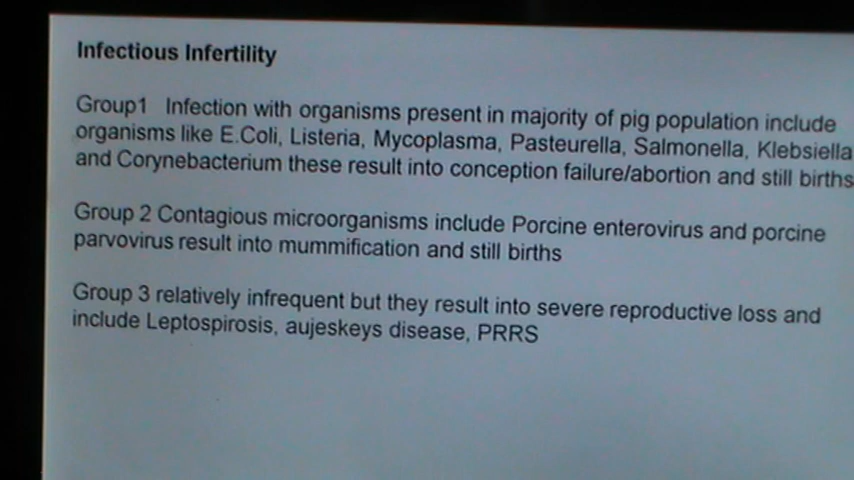 Infectious Infertility
Group1 Infection with organisms present in majority of pig population include
organisms like E.Coli, Listeria, Mycoplasma, Pasteurella, Salmonella, Klebsiella
and Corynebacterium these result into conception failure/abortion and still births
Group 2 Contagious microorganisms include Porcine enterovirus and porcine
parvovirus result into mummification and still births
Group 3 relatively infrequent but they result into severe reproductive loss and
include Leptospirosis, aujeskeys disease, PRRS